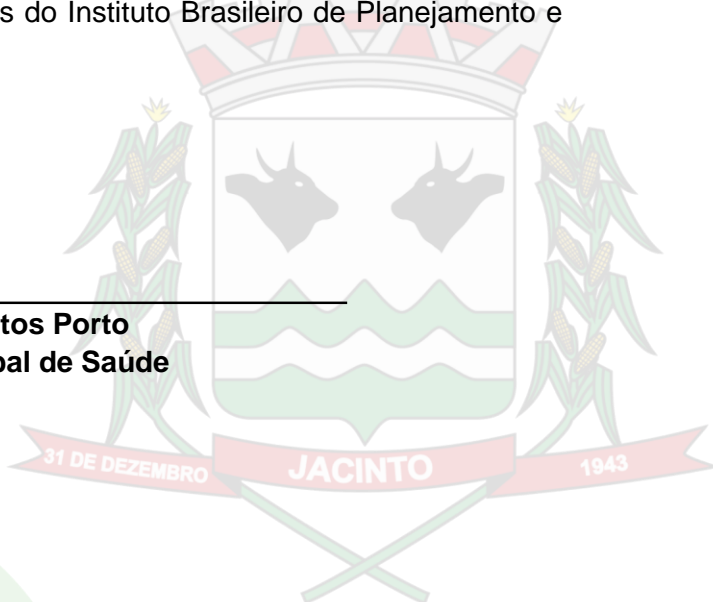 s do Instituto Brasileiro de Planejamento e
tos Porto
pal de Saúde
31 DE DEZEMBRO
JACINTO
1943